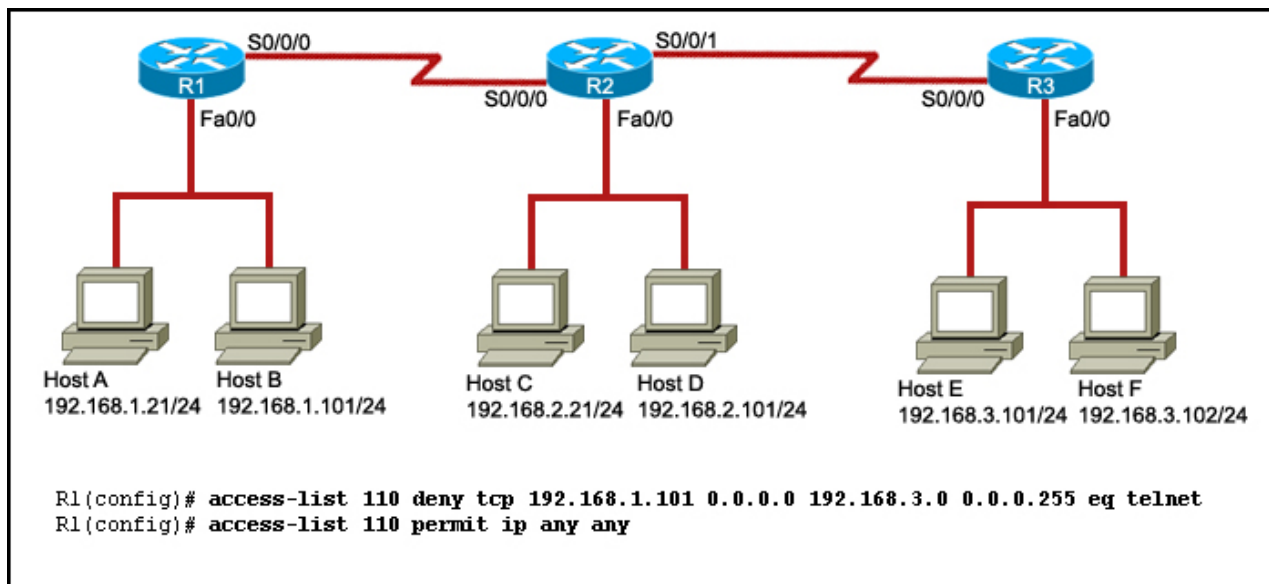 S0/0/0
S0/0/1
R1
R2
R3
S0/0/0
S0/0/0
Fa0/0
Fa0/0
Fa0/0
Host A
192.168.1.21/24
Host B
192.168.1.101/24
Host C
192.168.2.21/24
Host D
192.168.2.101/24
Host E
192.168.3.101/24
Host F
192.168.3.102/24
R1(config)# access-list 110 deny tcp 192.168.1.101 0.0.0.0 192.168.3.0 0.0.0.255 eq telnet
R1(config)# access-list 110 permit ip any any